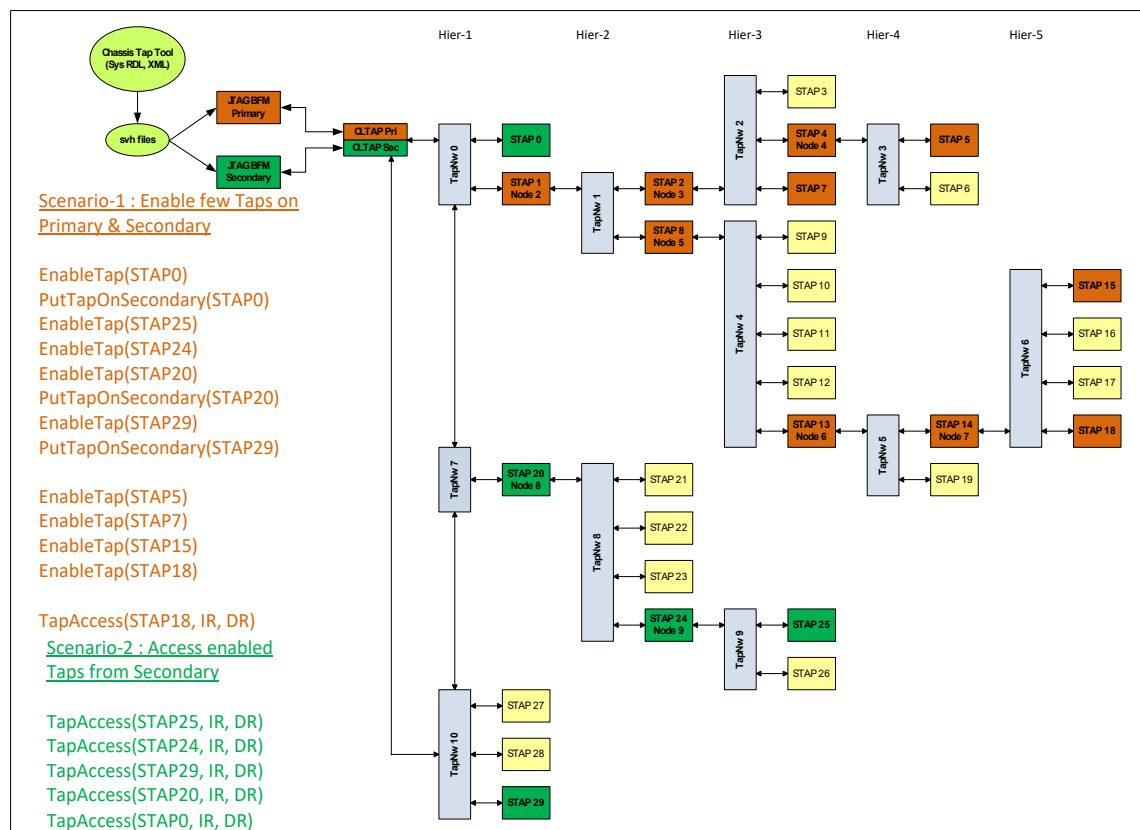 Hier-1
Hier-2
Hier-3
Hier-4
Hier-5
Chassis Tap Tool
(Sys RDL, XML)
svh files
JTAG BFM
Primary
JTAG BFM
Secondary
CLTAP Pri
CLTAP Sec
Scenario-1 : Enable few Taps on
Primary & Secondary
EnableTap(STAP0)
PutTapOnSecondary(STAP0)
EnableTap(STAP25)
EnableTap(STAP24)
EnableTap(STAP20)
PutTapOnSecondary(STAP20)
EnableTap(STAP29)
PutTapOnSecondary(STAP29)
EnableTap(STAP5)
EnableTap(STAP7)
EnableTap(STAP15)
EnableTap(STAP18)
TapAccess(STAP18, IR, DR)
Scenario-2 : Access enabled
Taps from Secondary
TapAccess(STAP25, IR, DR)
TapAccess(STAP24, IR, DR)
TapAccess(STAP29, IR, DR)
TapAccess(STAP20, IR, DR)
TapAccess(STAP0, IR, DR)
TapNw 0
STAP 0
STAP 1
Node 2
TapNw 1
STAP 2
Node 3
STAP 8
Node 5
TapNw 2
STAP 3
STAP 4
Node 4
STAP 7
TapNw 3
STAP 5
STAP 6
TapNw 4
STAP 9
STAP 10
STAP 11
STAP 12
STAP 13
Node 6
TapNw 5
STAP 14
Node 7
STAP 19
TapNw 6
STAP 15
STAP 16
STAP 17
STAP 18
TapNw 7
STAP 20
Node 8
TapNw 8
STAP 21
STAP 22
STAP 23
STAP 24
Node 9
TapNw 9
STAP 25
STAP 26
TapNw 10
STAP 27
STAP 28
STAP 29